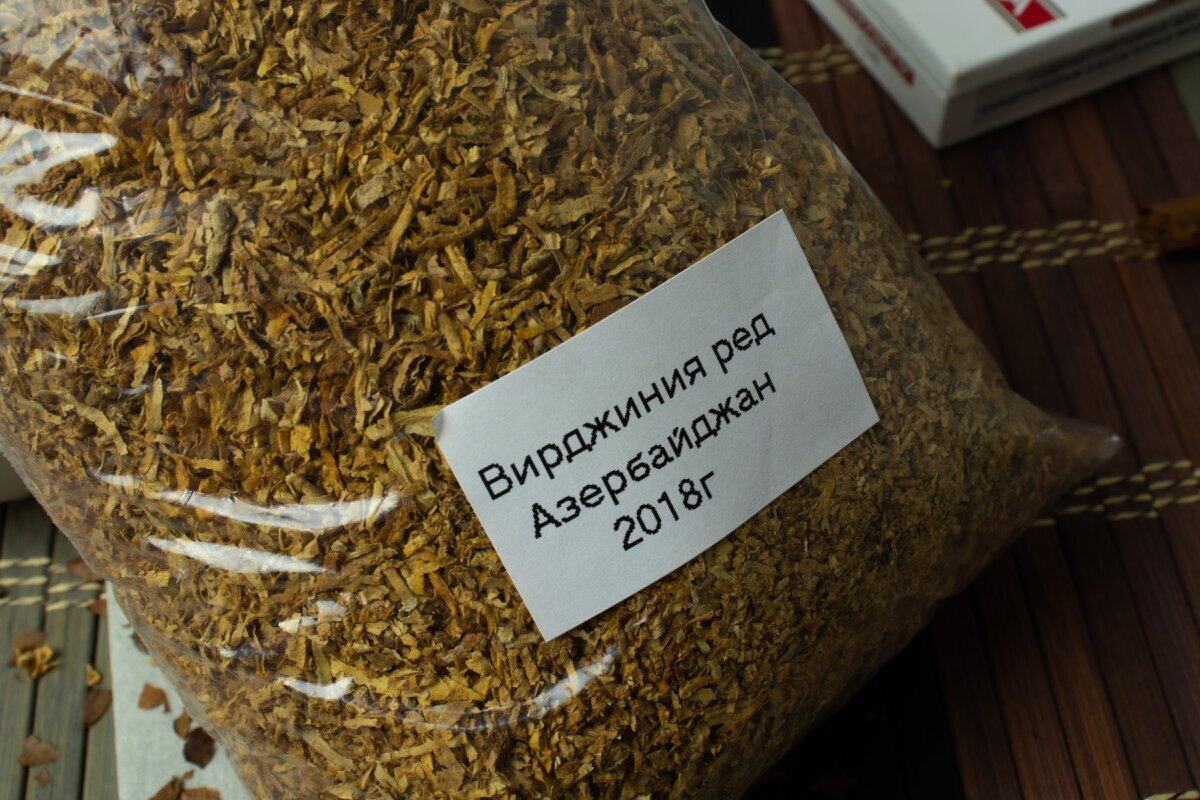 Вирджиния ред
Азербайджан
2018г